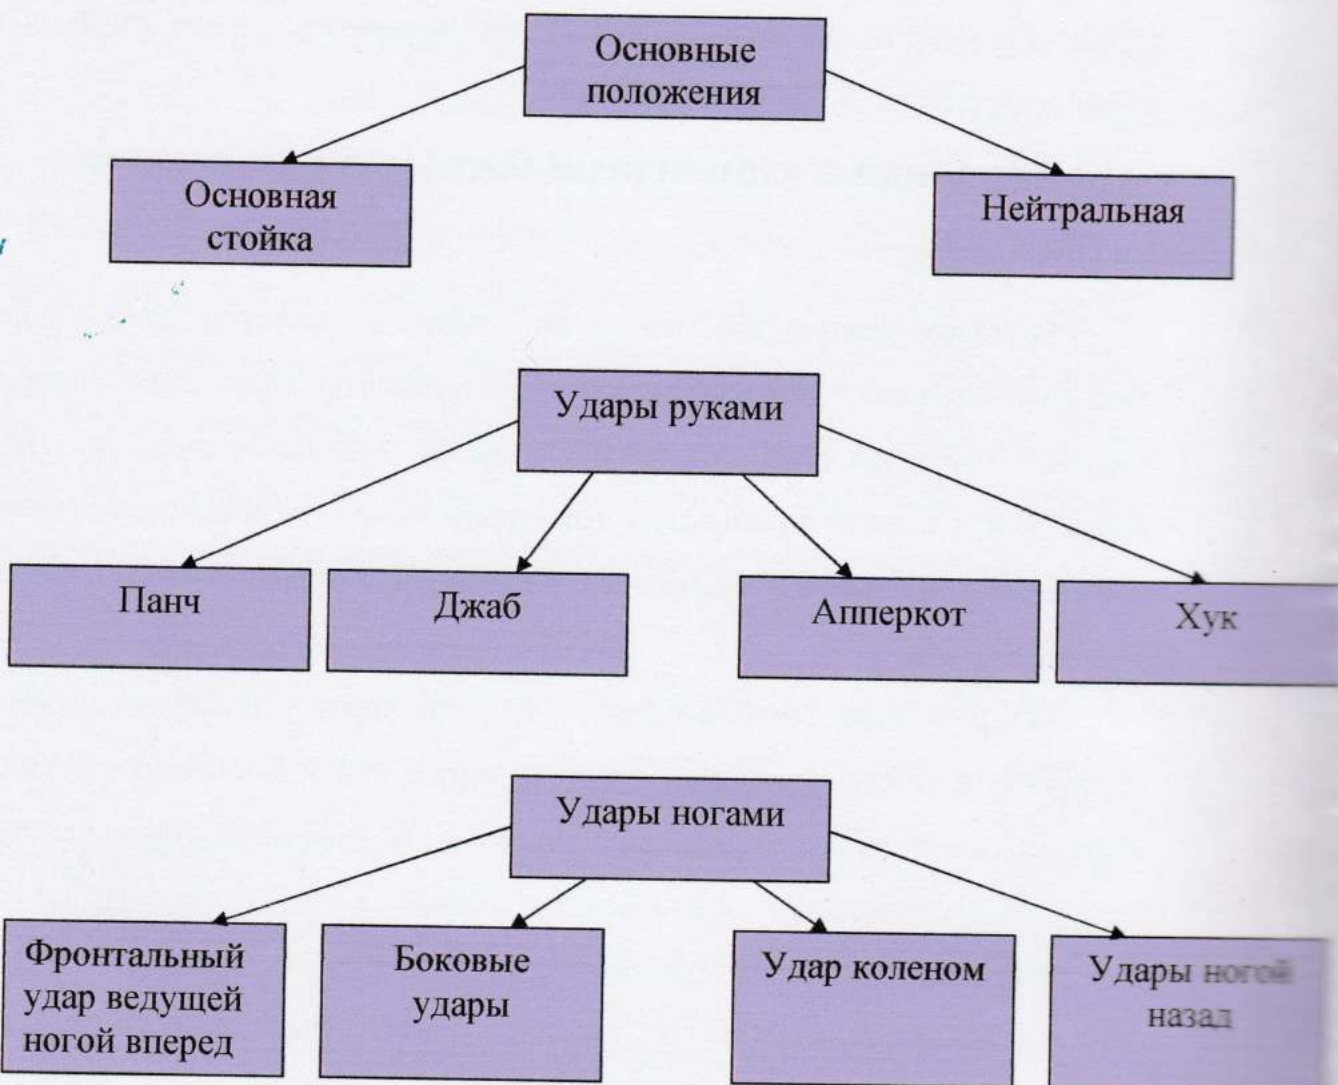 Основные
положения
Основная
стойка
Нейтральная
Удары руками
Панч
Джаб
Апперкот
Хук
Удары ногами
Фронтальный
удар ведущей
ногой вперед
Боковые
удары
Удар коленом
Удары ногой
назад